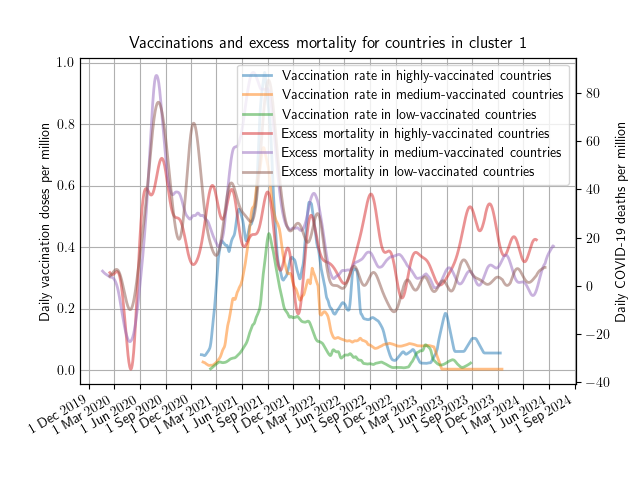 Vaccinations and excess mortality for countries in cluster 1
Vaccination rate in highly-vaccinated countries
Vaccination rate in medium-vaccinated countries
Vaccination rate in low-vaccinated countries
Excess mortality in highly-vaccinated countries
Excess mortality in medium-vaccinated countries
Excess mortality in low-vaccinated countries
Daily vaccination doses per million
1.0
0.8
0.6
0.4
0.2
0.0
Daily COVID-19 deaths per million
80
60
40
20
0
−20
−40
1 Dec 2019
1 Mar 2020
1 Jun 2020
1 Sep 2020
1 Dec 2020
1 Mar 2021
1 Jun 2021
1 Sep 2021
1 Dec 2021
1 Mar 2022
1 Jun 2022
1 Sep 2022
1 Dec 2022
1 Mar 2023
1 Jun 2023
1 Sep 2023
1 Dec 2023
1 Mar 2024
1 Jun 2024
1 Sep 2024